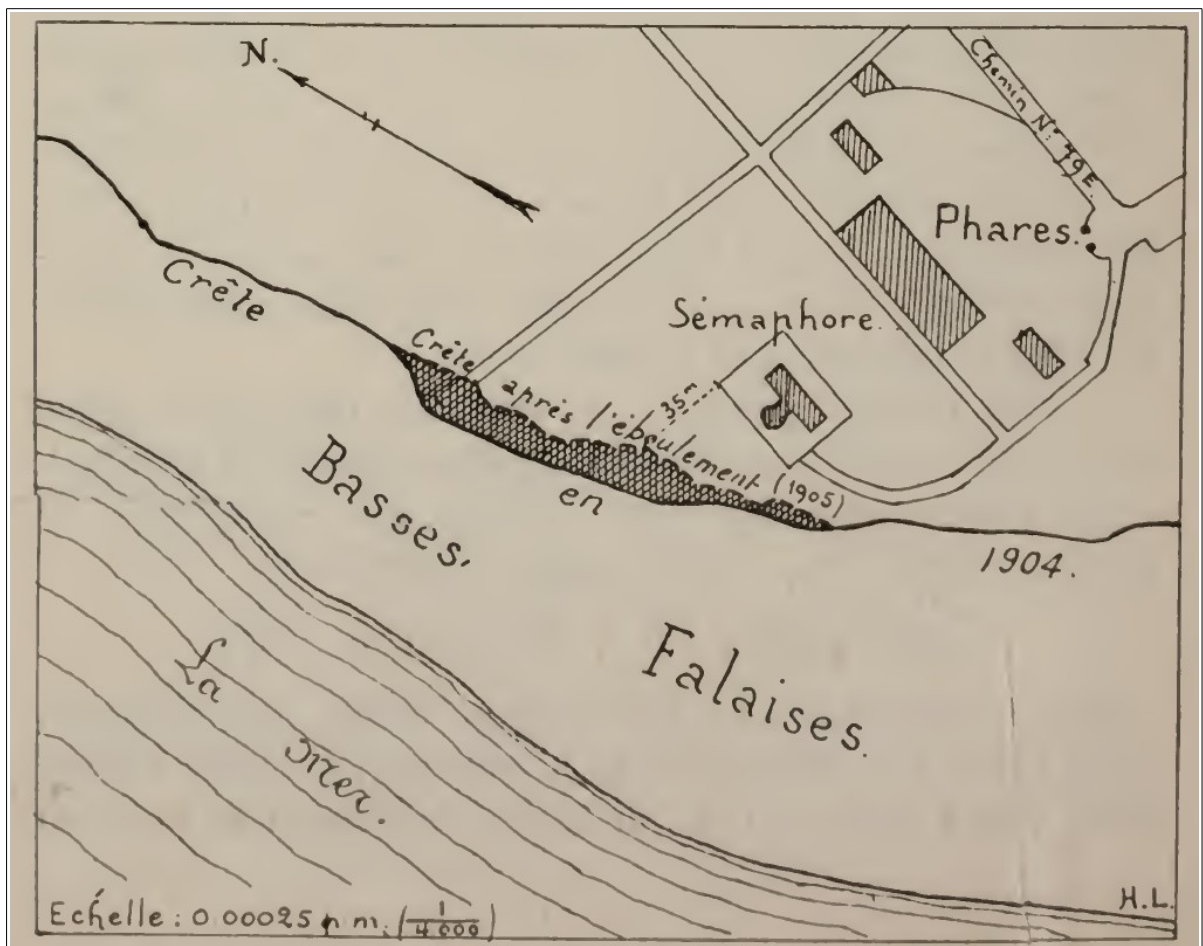 N.
Chemin N° 79E.
Phares.
Sémaphore.
Crête
Crête après l'éboulement (1905)
35m
Basses,
en
1904.
Falaises.
La
mer.
H.L.
Echelle: 0.00025 p. m. (1/4000)